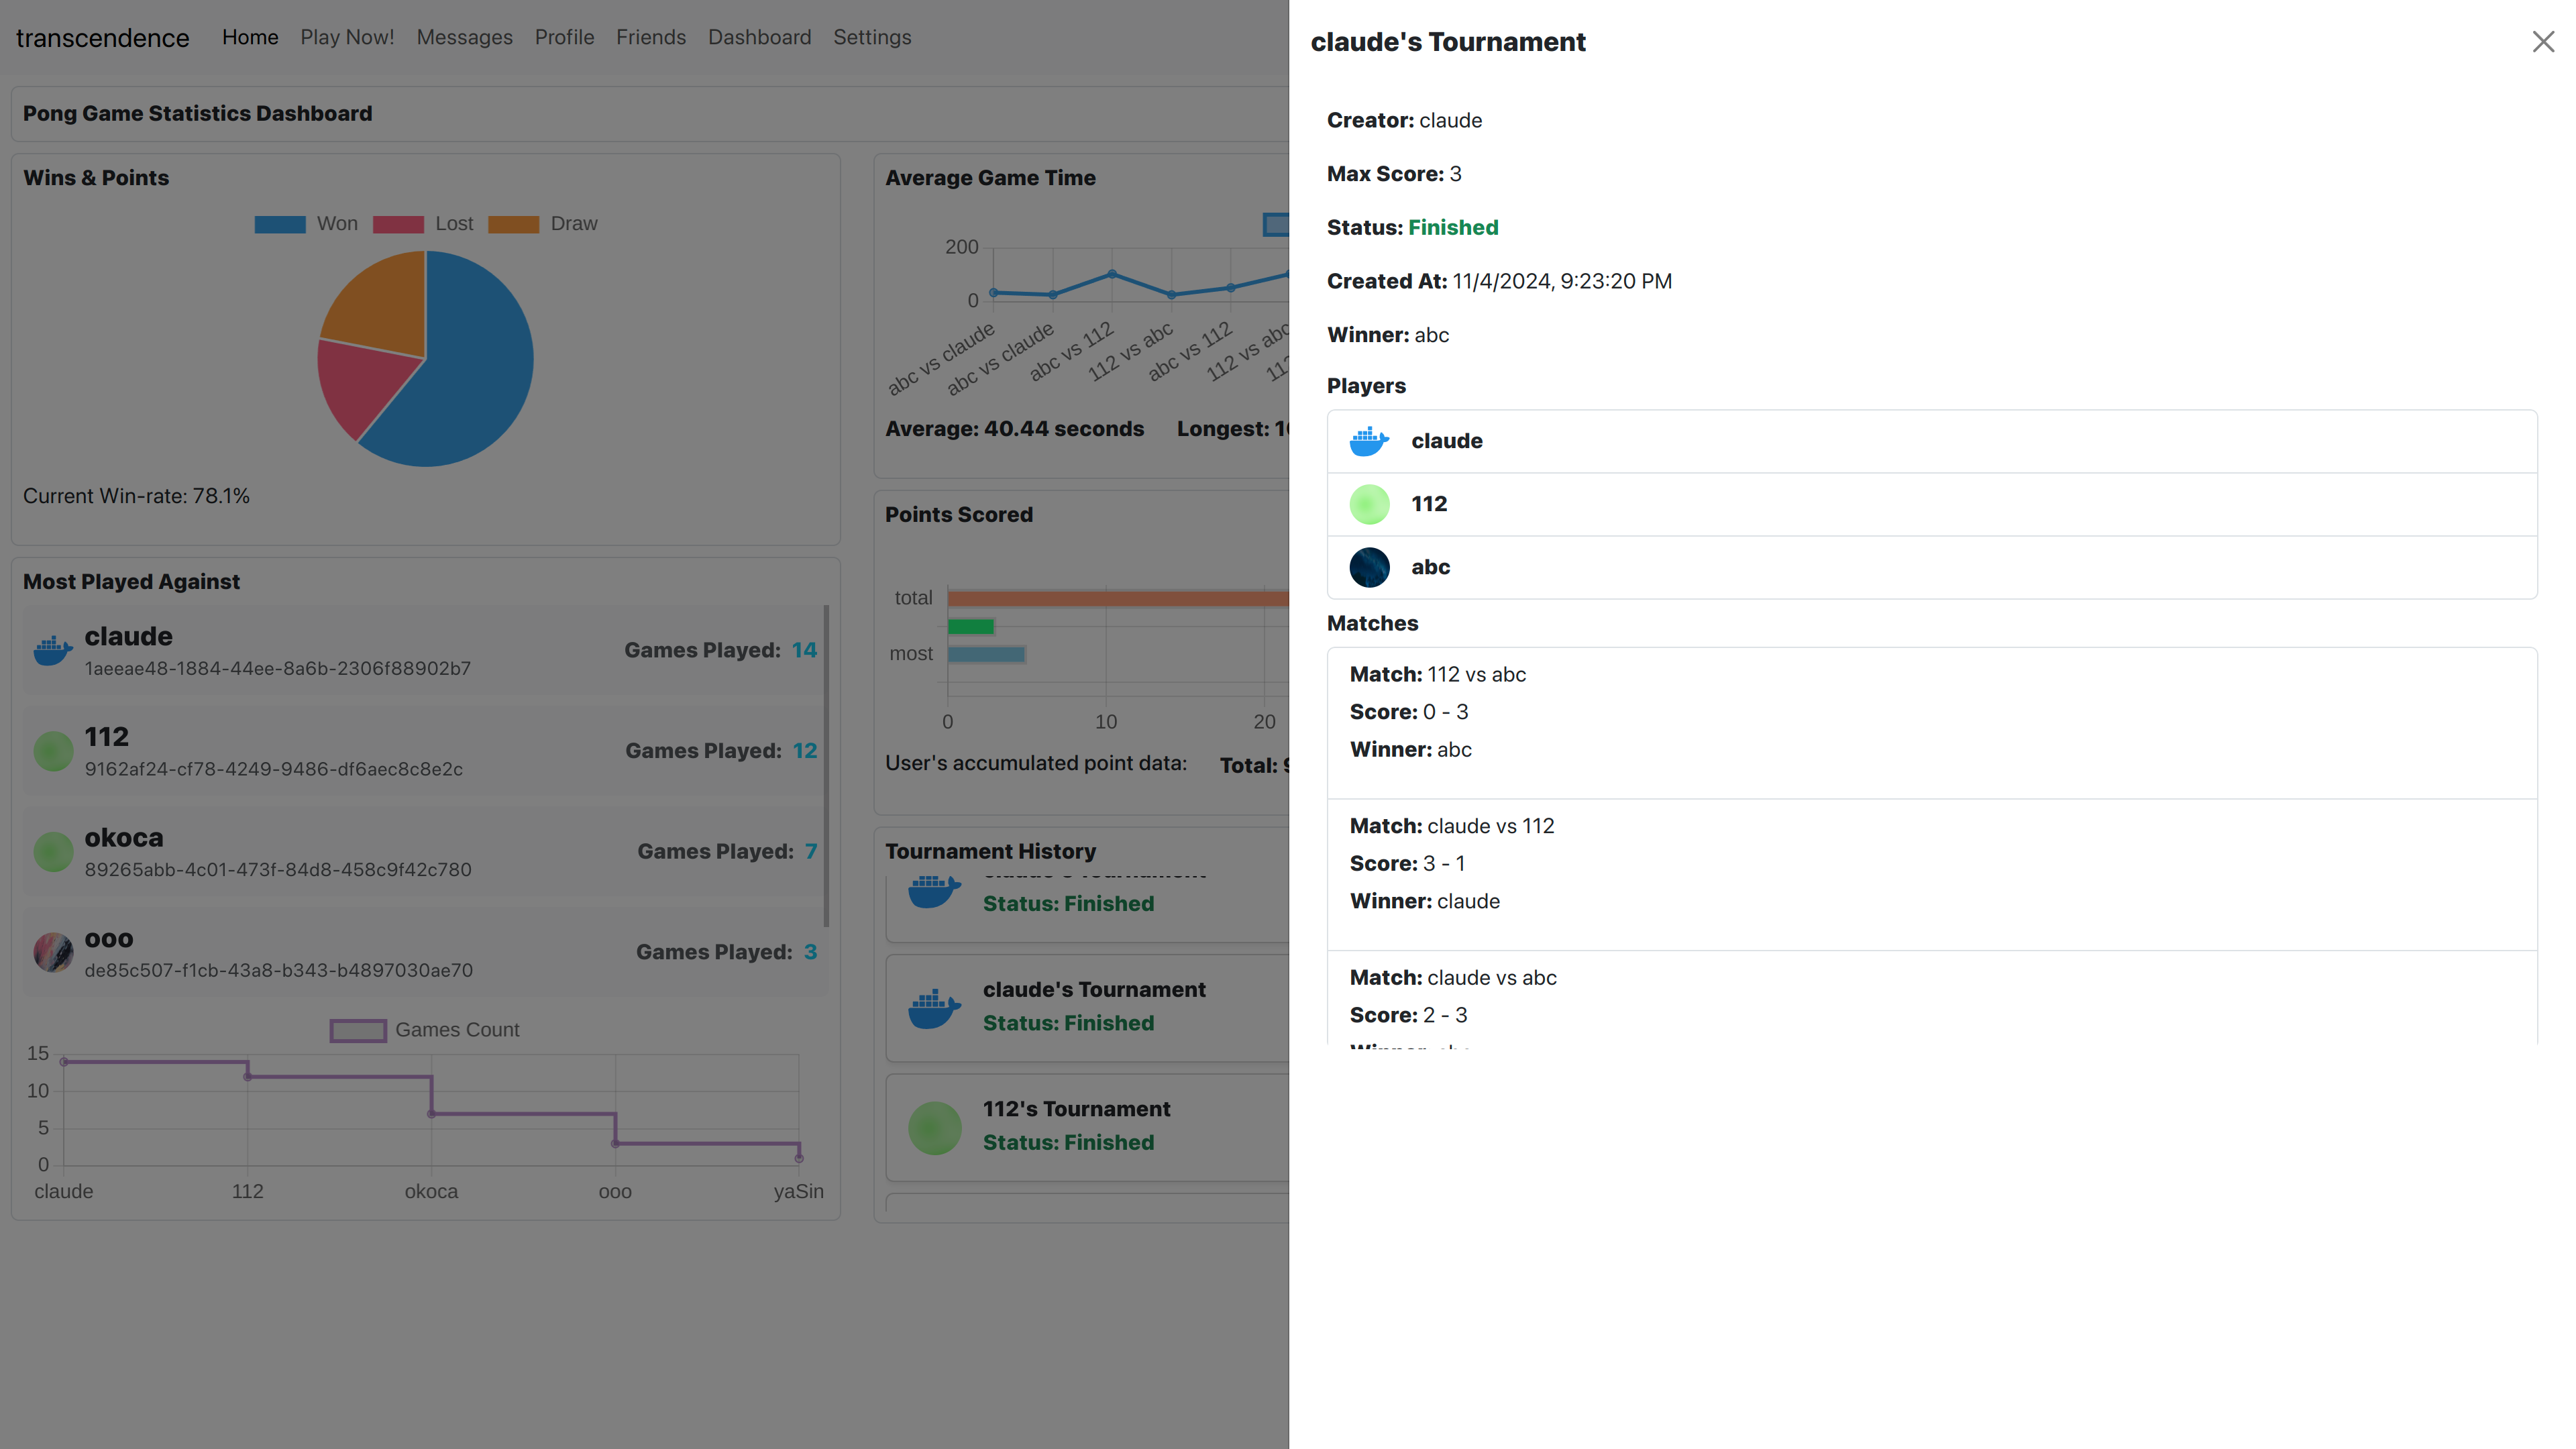 transcendence Home Play Now! Messages Profile Friends Dashboard Settings
Pong Game Statistics Dashboard
Wins & Points
Won Lost Draw
Current Win-rate: 78.1%
Most Played Against
claude
1aeeae48-1884-44ee-8a6b-2306f88902b7
Games Played: 14
112
9162af24-cf78-4249-9486-df6aec8c8e2c
Games Played: 12
okoca
89265abb-4c01-473f-84d8-458c9f42c780
Games Played: 7
ooo
de85c507-f1cb-43a8-b343-b4897030ae70
Games Played: 3
Games Count
15
10
5
0
claude 112 okoca ooo yaSin
Average Game Time
200
0
abc vs claude
abc vs claude
abc vs 112
112 vs abc
abc vs 112
112 vs abc
Average: 40.44 seconds Longest:
Points Scored
total
most
0 10 20
User's accumulated point data: Total:
Tournament History
Status: Finished
claude's Tournament
Status: Finished
112's Tournament
Status: Finished
claude's Tournament
Creator: claude
Max Score: 3
Status: Finished
Created At: 11/4/2024, 9:23:20 PM
Winner: abc
Players
claude
112
abc
Matches
Match: 112 vs abc
Score: 0 - 3
Winner: abc
Match: claude vs 112
Score: 3 - 1
Winner: claude
Match: claude vs abc
Score: 2 - 3